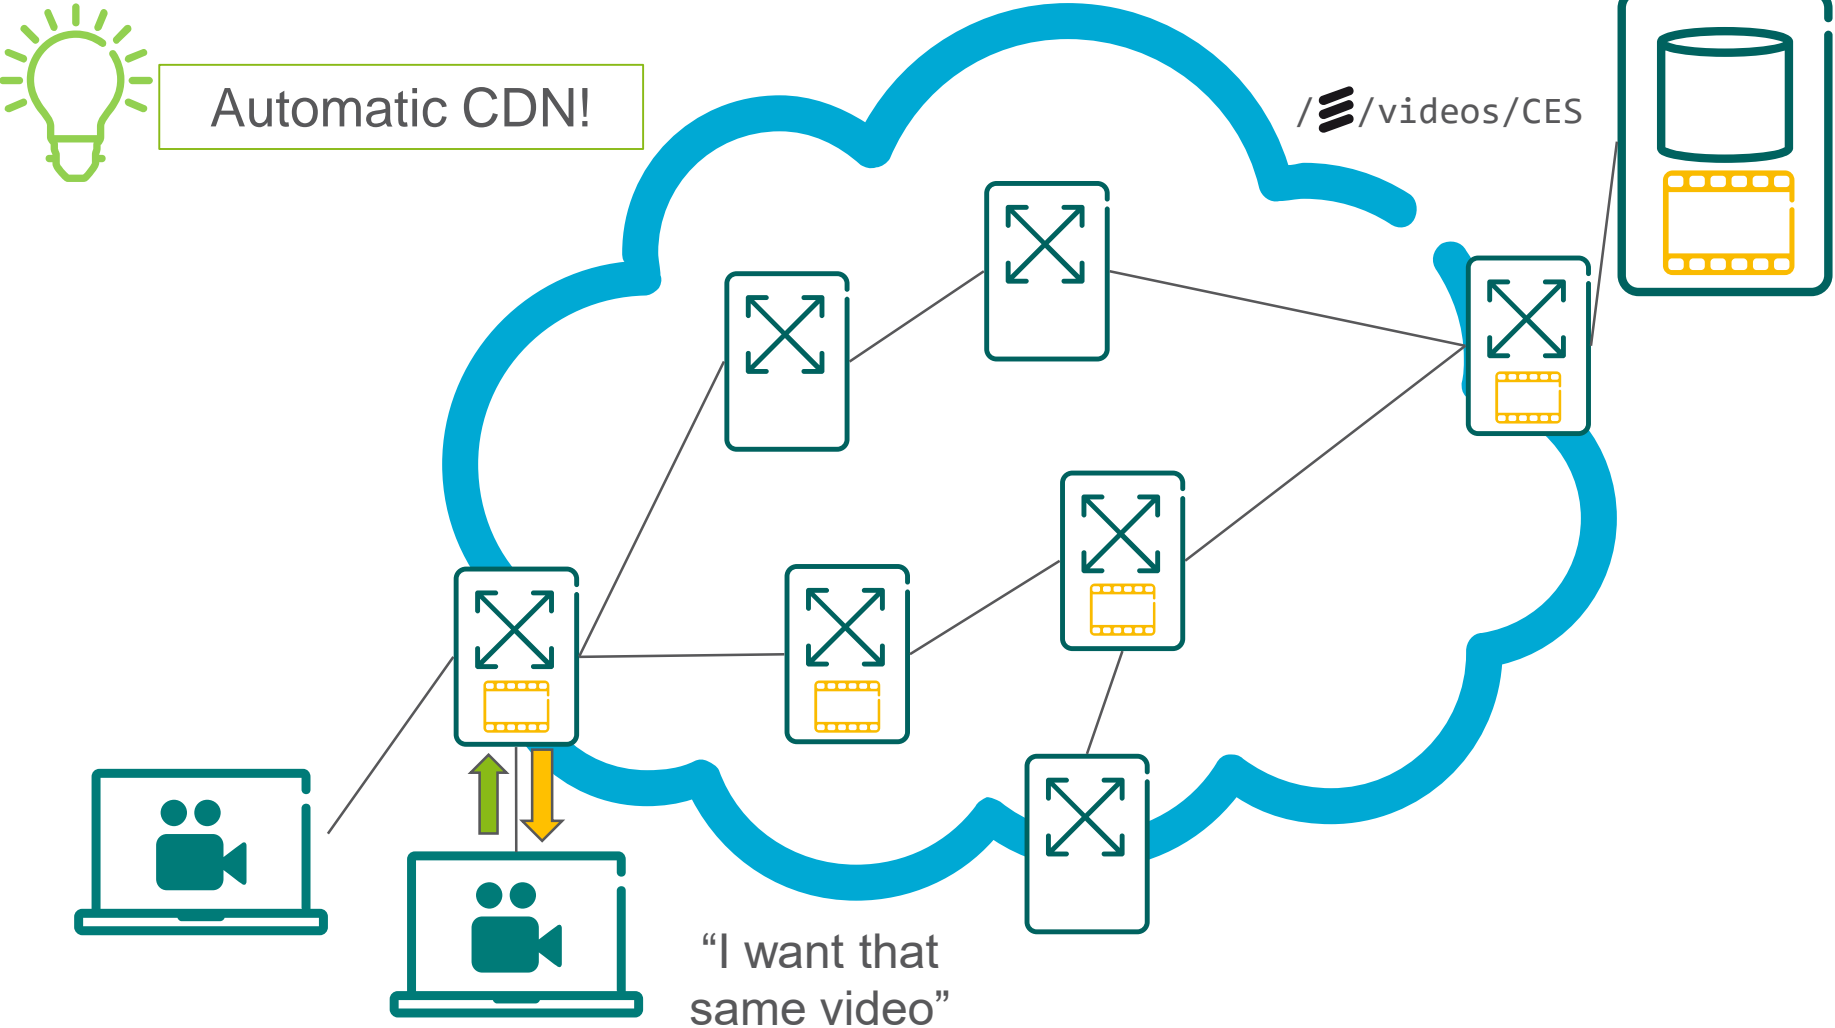 Automatic CDN!
/ /videos/CES
“I want that
same video”